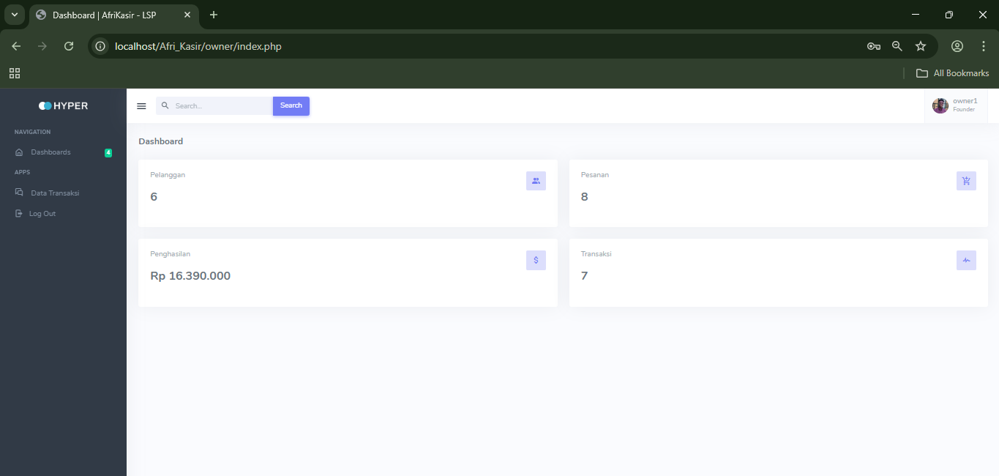 Dashboard | AfriKasir - LSP
localhost/Afri_Kasir/owner/index.php
All Bookmarks
HYPER
Search...
Search
owner1
Founder
NAVIGATION
Dashboards
4
APPS
Data Transaksi
Log Out
Dashboard
Pelanggan
6
Pesanan
8
Penghasilan
Rp 16.390.000
Transaksi
7